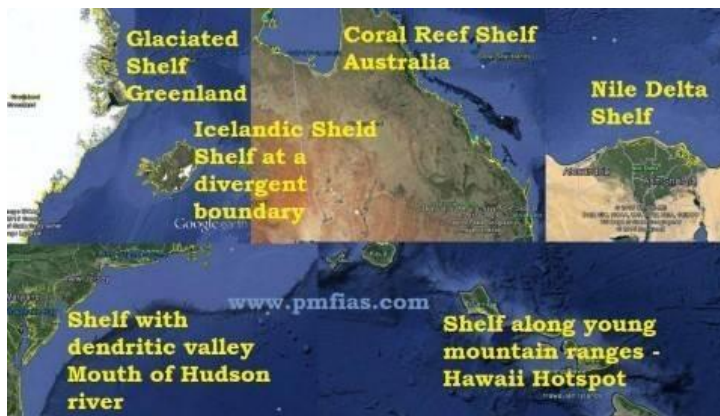 Glaciated
Shelf
Greenland
Coral Reef Shelf
Australia
Nile Delta
Shelf
Icelandic Sheld
Shelf at a
divergent
boundary
Google earth
www.pmfias.com
Shelf with
dendritic valley
Mouth of Hudson
river
Shelf along young
mountain ranges -
Hawaii Hotspot